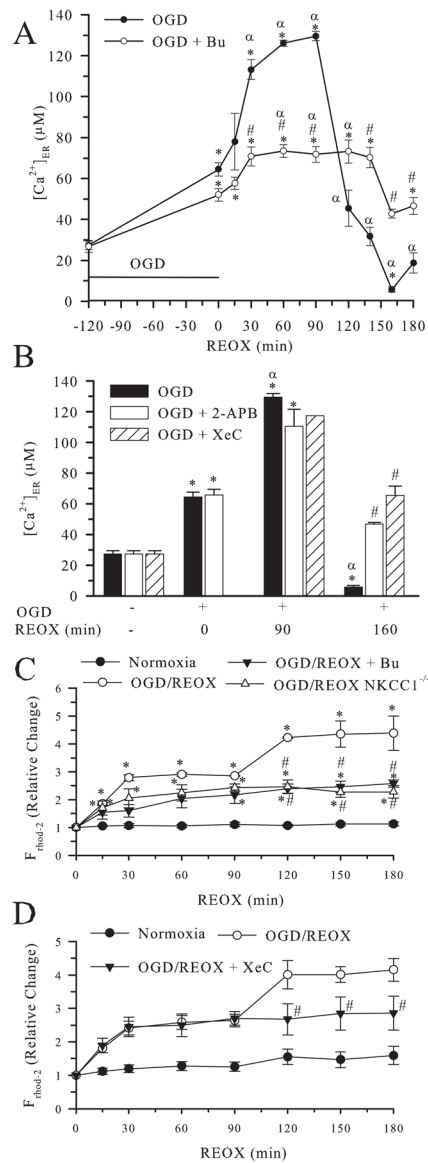 A
OGD
OGD + Bu
[Ca2+]ER (μM)
140
120
100
80
60
40
20
0
* * * α * α * α * α α α α * α
* # * # α * # α * α * # * # #
OGD
-120 -90 -60 -30 0 30 60 90 120 150 180
REOX (min)
B
OGD
OGD + 2-APB
OGD + XeC
[Ca2+]ER (μM)
140
120
100
80
60
40
20
0
* * α * * α * # #
OGD - + + +
REOX (min) - 0 90 160
C
Normoxia
OGD/REOX + Bu
OGD/REOX
OGD/REOX NKCC1-/-
Frhod-2 (Relative Change)
6
5
4
3
2
1
0
* * * * * * *
# # #
* * * * * * *
* * * * *# *# *#
0 30 60 90 120 150 180
REOX (min)
D
Normoxia
OGD/REOX
OGD/REOX + XeC
Frhod-2 (Relative Change)
5
4
3
2
1
0
# # #
0 30 60 90 120 150 180
REOX (min)